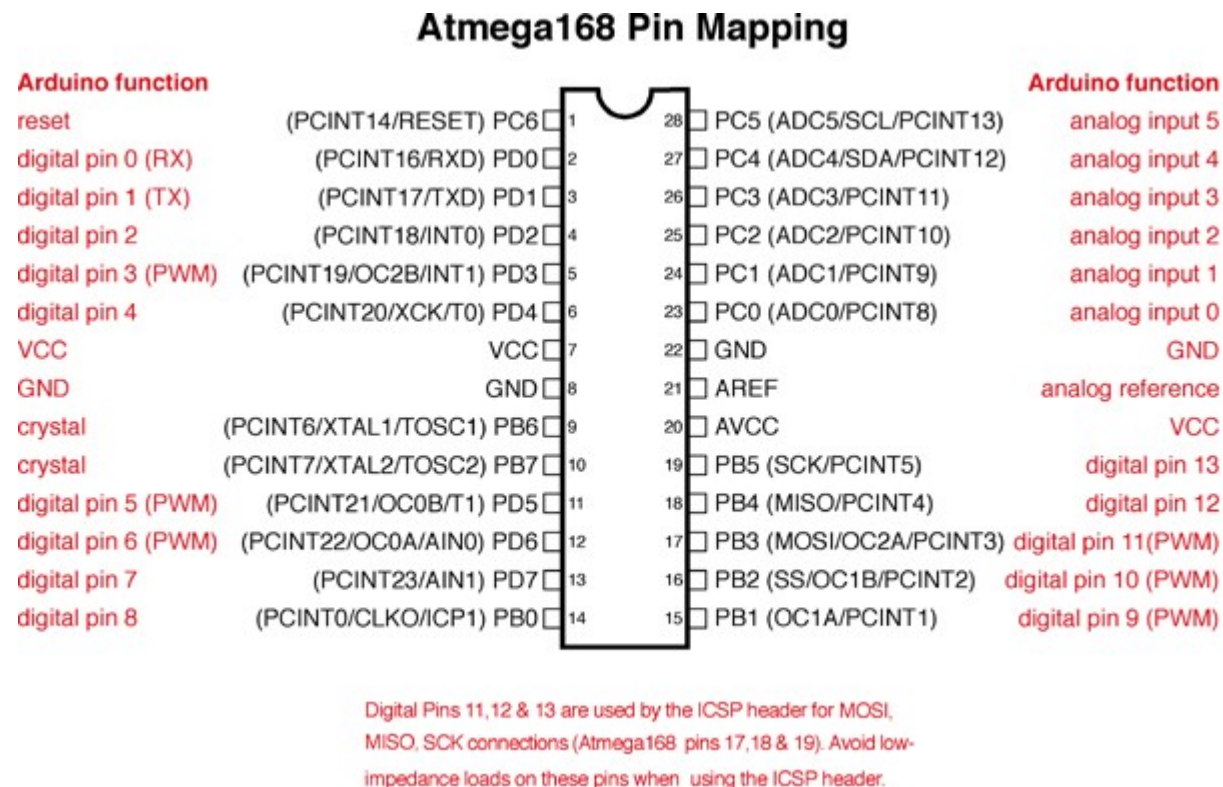 Atmega168 Pin Mapping
Arduino function Arduino function
reset (PCINT14/RESET) PC6 1 28 PC5 (ADC5/SCL/PCINT13) analog input 5
digital pin 0 (RX) (PCINT16/RXD) PD0 2 27 PC4 (ADC4/SDA/PCINT12) analog input 4
digital pin 1 (TX) (PCINT17/TXD) PD1 3 26 PC3 (ADC3/PCINT11) analog input 3
digital pin 2 (PCINT18/INT0) PD2 4 25 PC2 (ADC2/PCINT10) analog input 2
digital pin 3 (PWM) (PCINT19/OC2B/INT1) PD3 5 24 PC1 (ADC1/PCINT9) analog input 1
digital pin 4 (PCINT20/XCK/T0) PD4 6 23 PC0 (ADC0/PCINT8) analog input 0
VCC VCC 7 22 GND GND
GND GND 8 21 AREF analog reference
crystal (PCINT6/XTAL1/TOSC1) PB6 9 20 AVCC VCC
crystal (PCINT7/XTAL2/TOSC2) PB7 10 19 PB5 (SCK/PCINT5) digital pin 13
digital pin 5 (PWM) (PCINT21/OC0B/T1) PD5 11 18 PB4 (MISO/PCINT4) digital pin 12
digital pin 6 (PWM) (PCINT22/OC0A/AIN0) PD6 12 17 PB3 (MOSI/OC2A/PCINT3) digital pin 11(PWM)
digital pin 7 (PCINT23/AIN1) PD7 13 16 PB2 (SS/OC1B/PCINT2) digital pin 10 (PWM)
digital pin 8 (PCINT0/CLKO/ICP1) PB0 14 15 PB1 (OC1A/PCINT1) digital pin 9 (PWM)
Digital Pins 11,12 & 13 are used by the ICSP header for MOSI,
MISO, SCK connections (Atmega168 pins 17,18 & 19). Avoid low-
impedance loads on these pins when using the ICSP header.